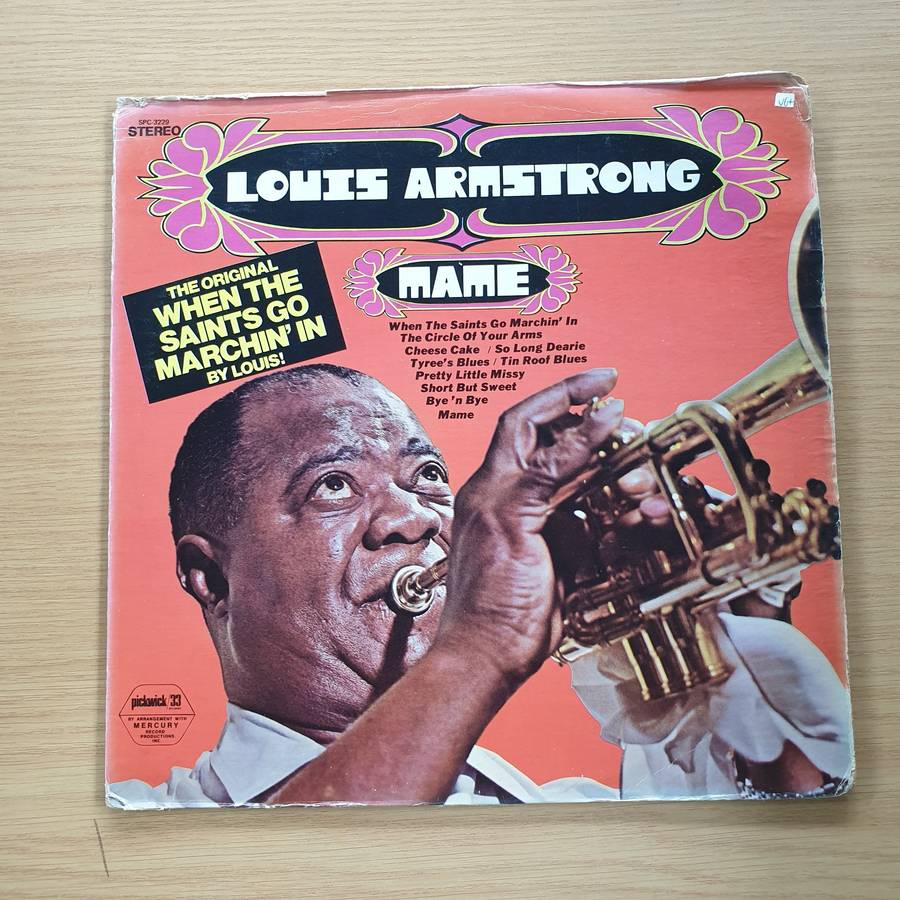 SPC-3229
STEREO
VG+
LOUIS ARMSTRONG
MAME
THE ORIGINAL
WHEN THE
SAINTS GO
MARCHIN' IN
BY LOUIS!
When The Saints Go Marchin' In
The Circle Of Your Arms
Cheese Cake / So Long Dearie
Tyree's Blues / Tin Roof Blues
Pretty Little Missy
Short But Sweet
Bye 'n Bye
Mame
pickwick/33
BY ARRANGEMENT WITH
MERCURY
RECORD
PRODUCTIONS
INC.